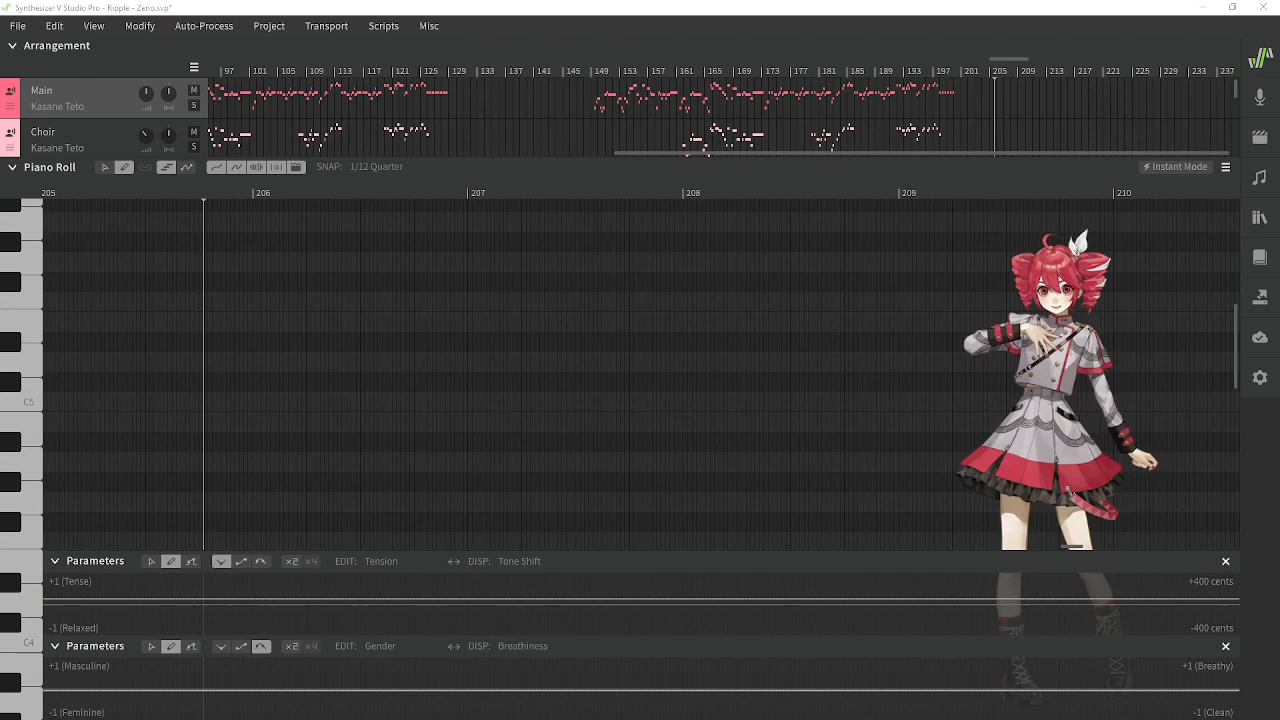 Synthesizer V Studio Pro - Ripple - Zeno.svp*
File Edit View Modify Auto-Process Project Transport Scripts Misc
Arrangement
97 101 105 109 113 117 121 125 129 133 137 141 145 149 153 157 161 165 169 173 177 181 185 189 193 197 201 205 209 213 217 221 225 229 233 237
Main M
Kasane Teto S
Choir M
Kasane Teto S
Piano Roll SNAP: 1/12 Quarter Instant Mode
205 206 207 208 209 210
C5
Parameters x2 x4 EDIT: Tension DISP: Tone Shift
+1 (Tense) +400 cents
-1 (Relaxed) -400 cents
C4
Parameters x2 x4 EDIT: Gender DISP: Breathiness
+1 (Masculine) +1 (Breathy)
-1 (Feminine) -1 (Clean)